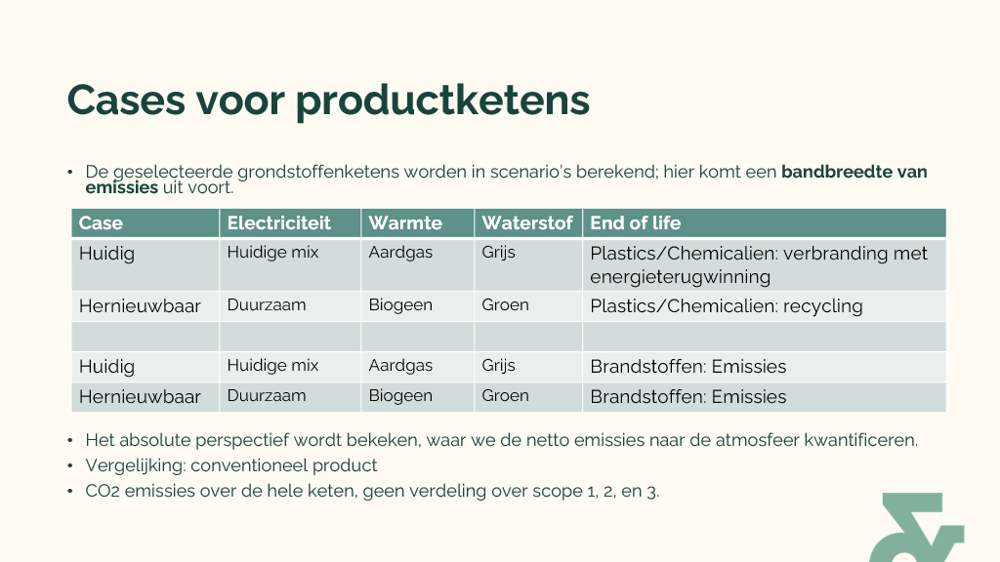 Cases voor productketens
• De geselecteerde grondstoffenketens worden in scenario's berekend; hier komt een bandbreedte van
emissies uit voort.
Case Electriciteit Warmte Waterstof End of life
Huidig Huidige mix Aardgas Grijs Plastics/Chemicalien: verbranding met
energieterugwinning
Hernieuwbaar Duurzaam Biogeen Groen Plastics/Chemicalien: recycling
Huidig Huidige mix Aardgas Grijs Brandstoffen: Emissies
Hernieuwbaar Duurzaam Biogeen Groen Brandstoffen: Emissies
• Het absolute perspectief wordt bekeken, waar we de netto emissies naar de atmosfeer kwantificeren.
• Vergelijking: conventioneel product
• CO2 emissies over de hele keten, geen verdeling over scope 1, 2, en 3.